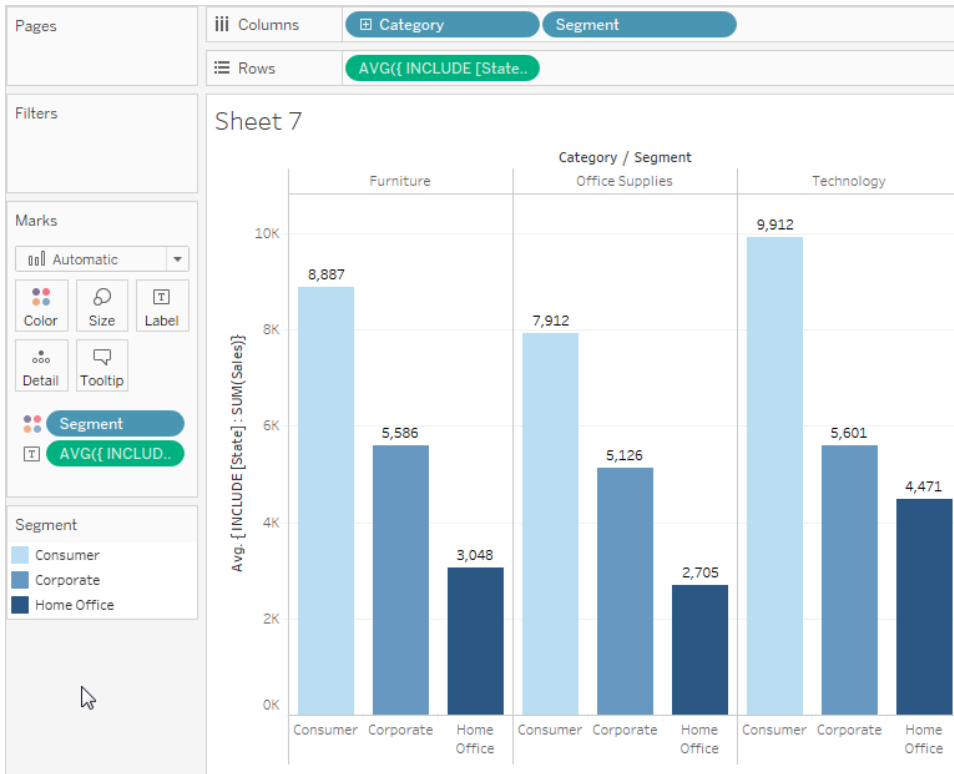 Pages
Columns
Category
Segment
Rows
AVG({ INCLUDE [State..
Filters
Marks
Automatic
Color
Size
T
Label
Detail
Tooltip
Segment
T
AVG({ INCLUD..
Segment
Consumer
Corporate
Home Office
Sheet 7
Category / Segment
Furniture
Office Supplies
Technology
Avg. { INCLUDE [State] : SUM(Sales)}
10K
8K
6K
4K
2K
0K
8,887
5,586
3,048
7,912
5,126
2,705
9,912
5,601
4,471
Consumer
Corporate
Home
Office
Consumer
Corporate
Home
Office
Consumer
Corporate
Home
Office